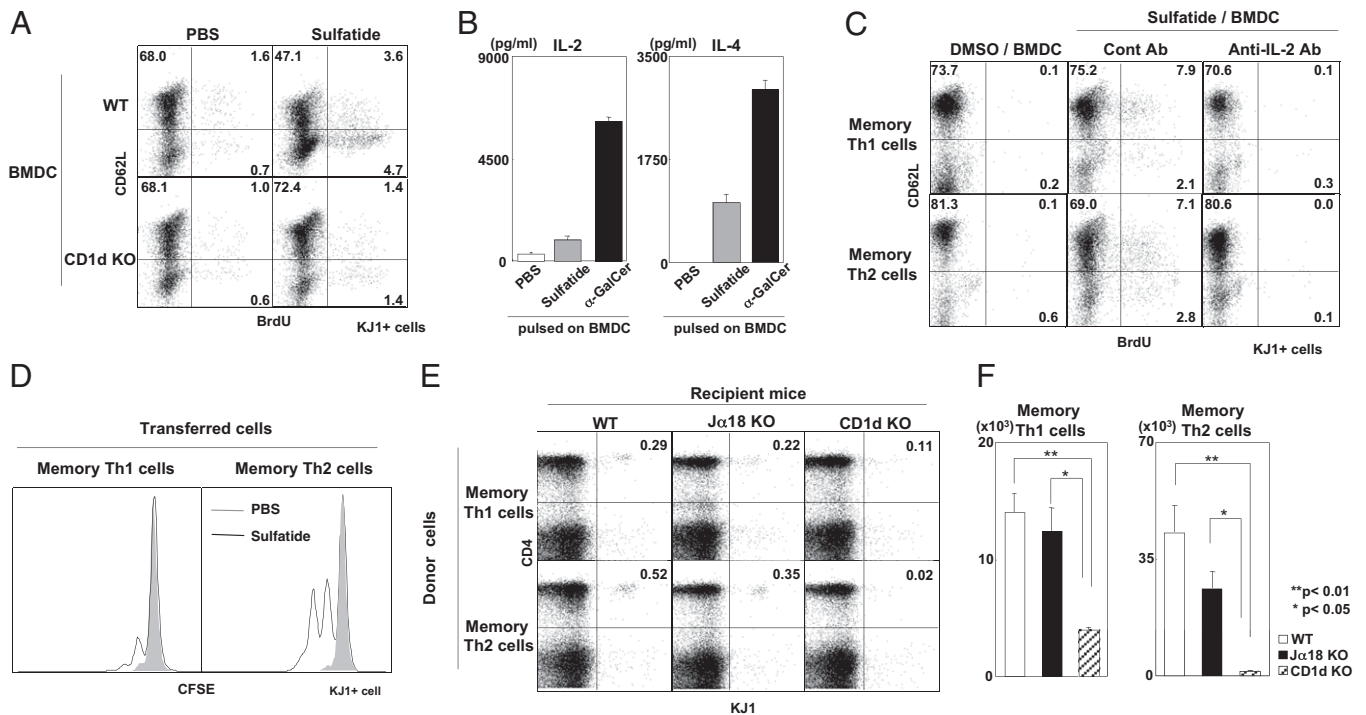 A
PBS
Sulfatide
68.0
1.6
47.1
3.6
WT
CD62L
BMDC
0.7
4.7
68.1
1.0
72.4
1.4
CD1d KO
0.6
1.4
BrdU
KJ1+ cells
B
(pg/ml)
IL-2
9000
4500
0
PBS
Sulfatide
α-GalCer
pulsed on BMDC
(pg/ml)
IL-4
3500
1750
0
PBS
Sulfatide
α-GalCer
pulsed on BMDC
C
Sulfatide / BMDC
DMSO / BMDC
Cont Ab
Anti-IL-2 Ab
73.7
0.1
75.2
7.9
70.6
0.1
Memory
Th1 cells
CD62L
0.2
2.1
0.3
81.3
0.1
69.0
7.1
80.6
0.0
Memory
Th2 cells
0.6
2.8
0.1
BrdU
KJ1+ cells
D
Transferred cells
Memory Th1 cells
Memory Th2 cells
PBS
Sulfatide
CFSE
KJ1+ cell
E
Recipient mice
WT
Jα18 KO
CD1d KO
0.29
0.22
0.11
Memory
Th1 cells
CD4
Donor cells
0.52
0.35
0.02
Memory
Th2 cells
KJ1
F
Memory
(x10³) Th1 cells
20
10
0
**
*
Memory
(x10³) Th2 cells
70
35
0
**
*
**p< 0.01
* p< 0.05
WT
Jα18 KO
CD1d KO